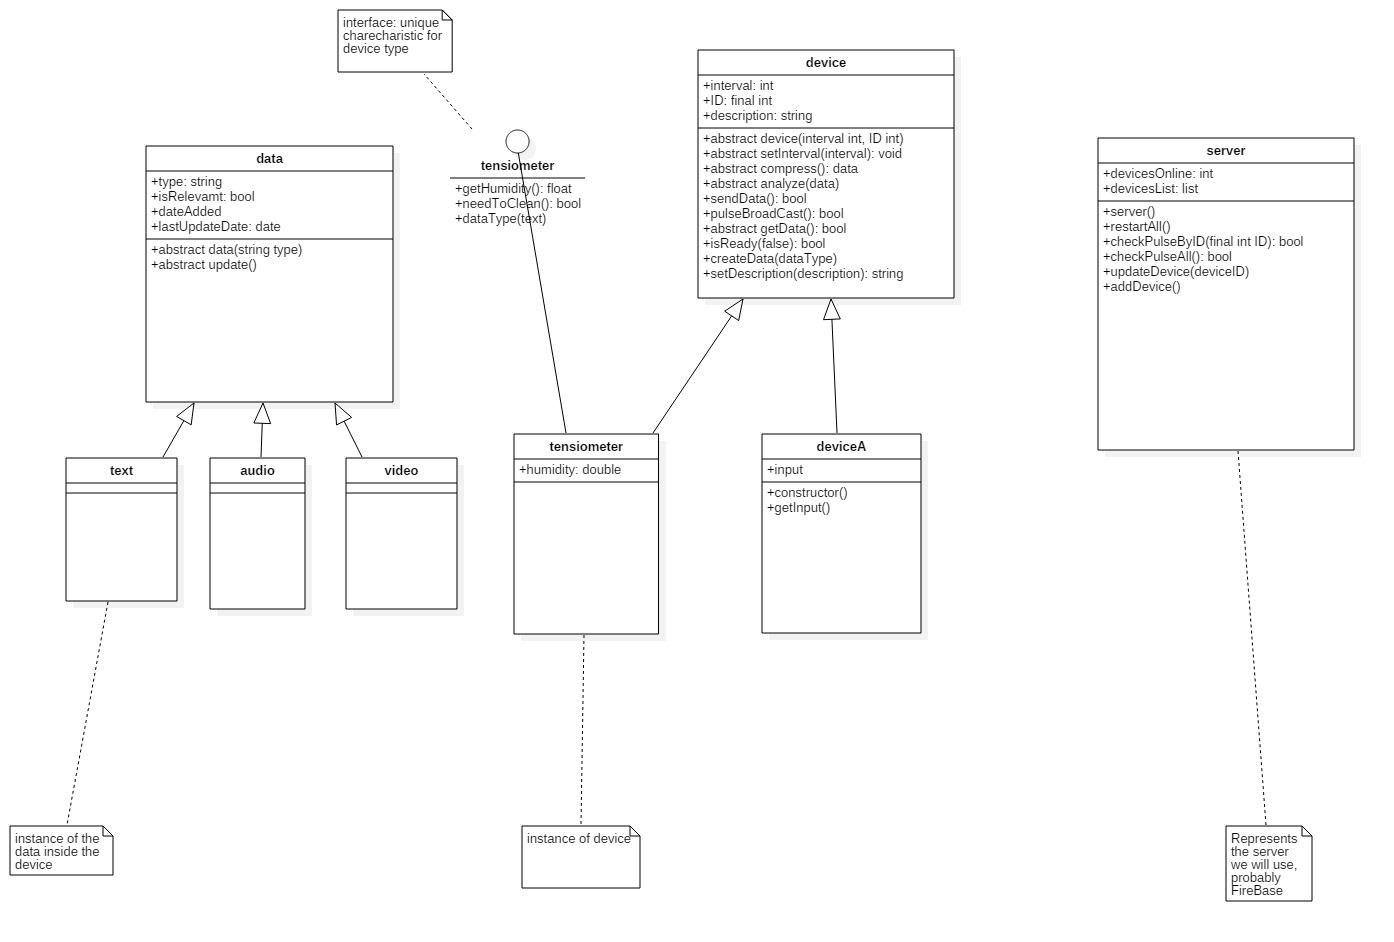 interface: unique
charecharistic for
device type
tensiometer
+getHumidity(): float
+needToClean(): bool
+dataType(text)
device
+interval: int
+ID: final int
+description: string
+abstract device(interval int, ID int)
+abstract setInterval(interval): void
+abstract compress(): data
+abstract analyze(data)
+sendData(): bool
+pulseBroadCast(): bool
+abstract getData(): bool
+isReady(false): bool
+createData(dataType)
+setDescription(description): string
server
+devicesOnline: int
+devicesList: list
+server()
+restartAll()
+checkPulseByID(final int ID): bool
+checkPulseAll(): bool
+updateDevice(deviceID)
+addDevice()
data
+type: string
+isRelevamt: bool
+dateAdded
+lastUpdateDate: date
+abstract data(string type)
+abstract update()
text
audio
video
tensiometer
+humidity: double
deviceA
+input
+constructor()
+getInput()
instance of the
data inside the
device
instance of device
Represents
the server
we will use,
probably
FireBase